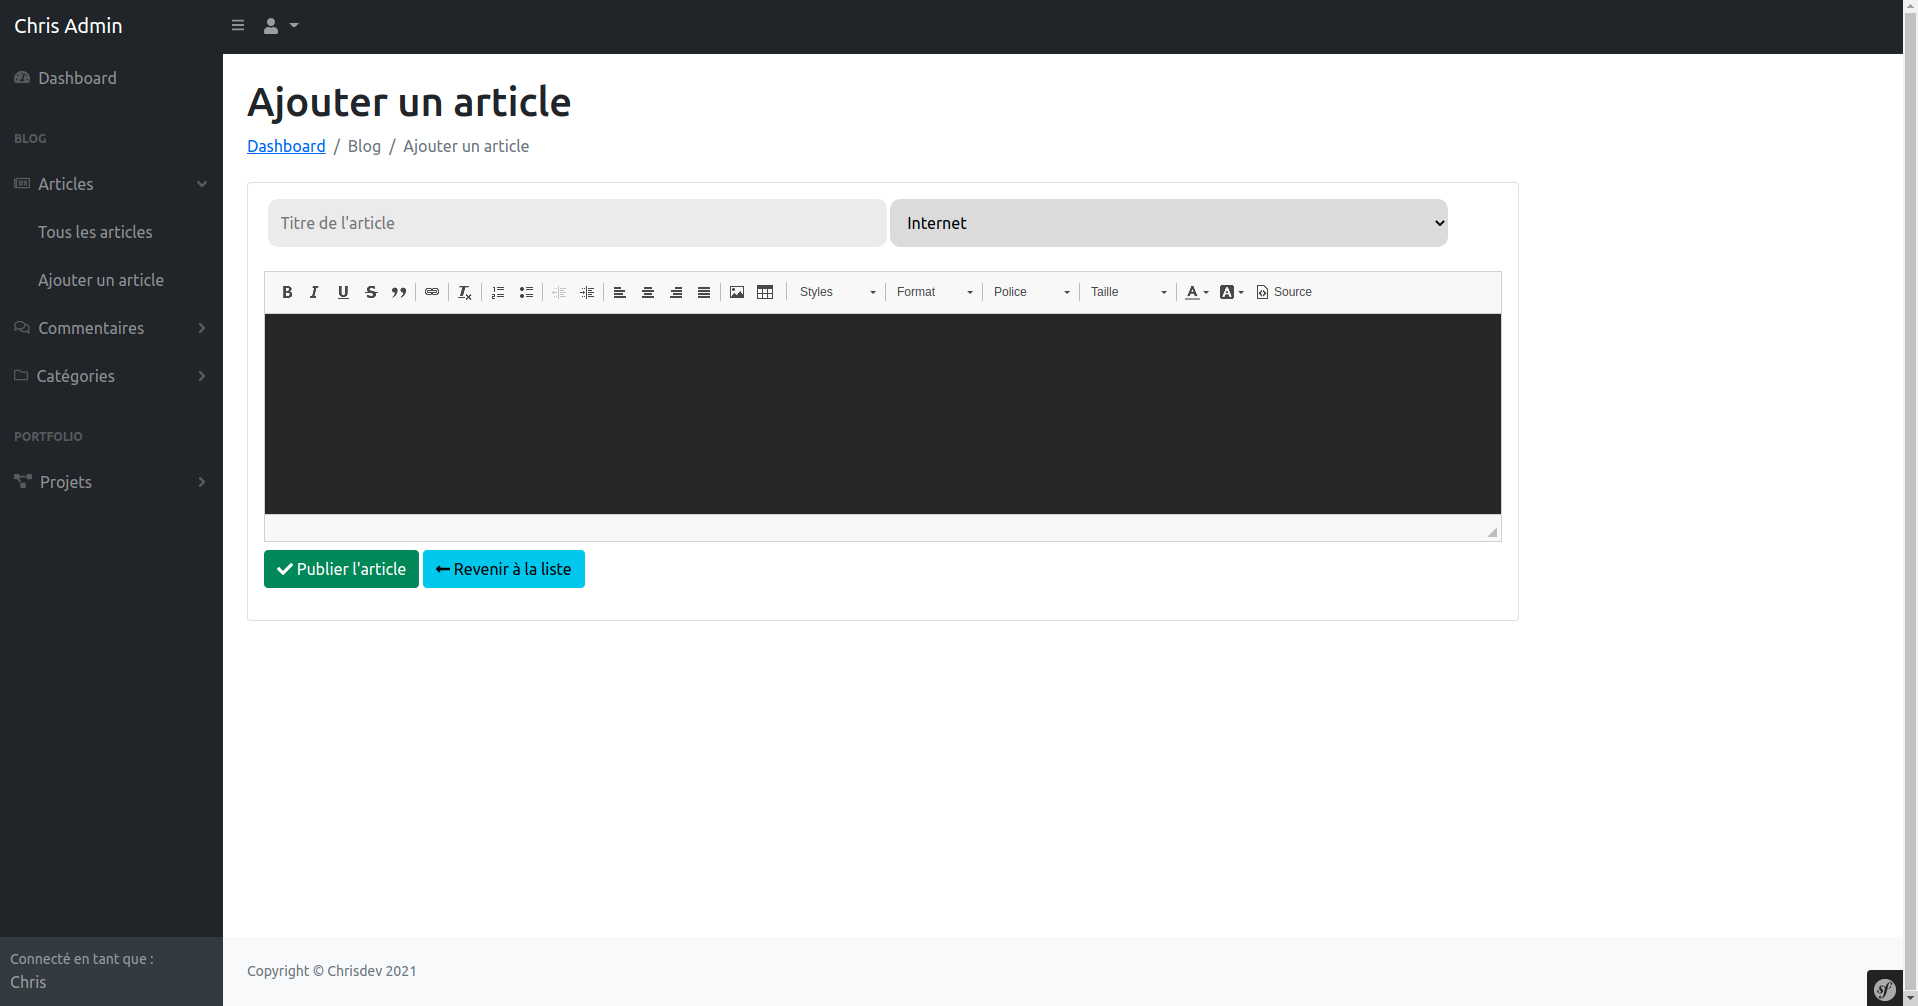 Chris Admin
Dashboard
BLOG
Articles
Tous les articles
Ajouter un article
Commentaires
Catégories
PORTFOLIO
Projets
Connecté en tant que :
Chris
Ajouter un article
Dashboard / Blog / Ajouter un article
Titre de l'article
Internet
Styles Format Police Taille Source
Publier l'article
Revenir à la liste
Copyright © Chrisdev 2021
sf